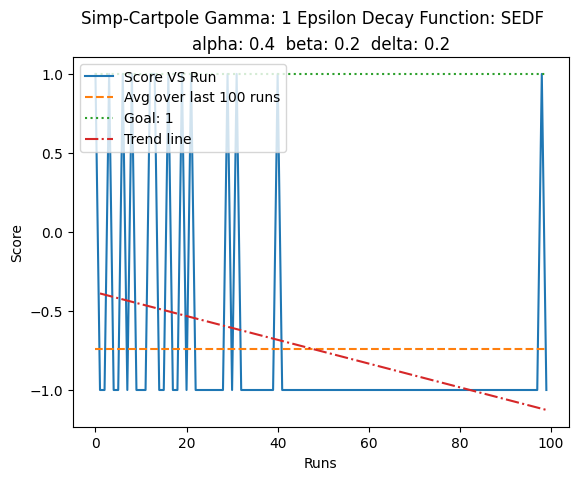 Simp-Cartpole Gamma: 1 Epsilon Decay Function: SEDF
alpha: 0.4  beta: 0.2  delta: 0.2
Score VS Run
Avg over last 100 runs
Goal: 1
Trend line
1.0
0.5
0.0
−0.5
−1.0
Score
0
20
40
60
80
100
Runs